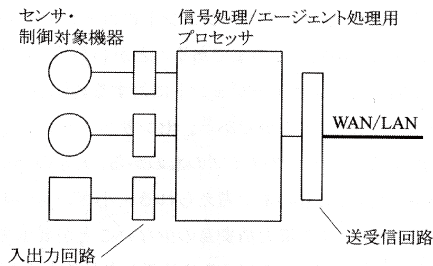 センサ・
制御対象機器
信号処理/エージェント処理用
プロセッサ
WAN/LAN
送受信回路
入出力回路